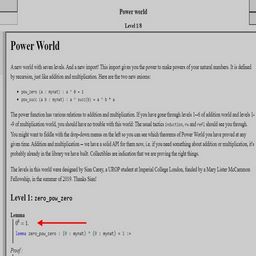 Power world
Level 1/8
Power World
A new world with seven levels. And a new import! This import gives you the power to make powers of your natural numbers. It is defined
by recursion, just like addition and multiplication. Here are the two new axioms:
• pow_zero (a : mynat) : a ^ 0 = 1
• pow_succ (a b : mynat) : a ^ succ(b) = a ^ b * a
The power function has various relations to addition and multiplication. If you have gone through levels 1--6 of addition world and levels 1-
-9 of multiplication world, you should have no trouble with this world: The usual tactics induction, rw and refl should see you through.
You might want to fiddle with the drop-down menus on the left so you can see which theorems of Power World you have proved at any
given time. Addition and multiplication -- we have a solid API for them now, i.e. if you need something about addition or multiplication, it's
probably already in the library we have built. Collectibles are indication that we are proving the right things.
The levels in this world were designed by Sian Carey, a UROP student at Imperial College London, funded by a Mary Lister McCammon
Fellowship, in the summer of 2019. Thanks Sian!
Level 1: zero_pow_zero
Lemma
0⁰ = 1.
lemma zero_pow_zero : (0 : mynat) ^ (0 : mynat) = 1 :=
Proof :